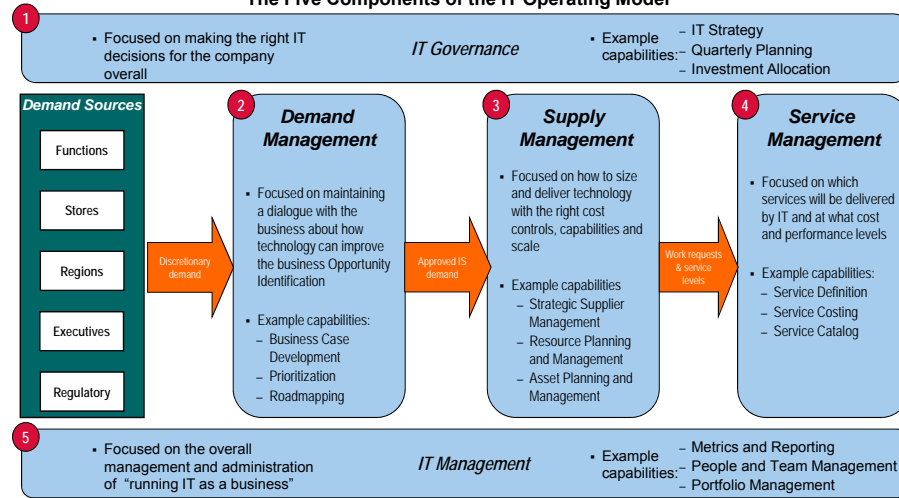 The Five Components of the IT Operating Model
1
▪ Focused on making the right IT
decisions for the company
overall
IT Governance
▪ Example
capabilities:
– IT Strategy
– Quarterly Planning
– Investment Allocation
Demand Sources
Functions
Stores
Regions
Executives
Regulatory
Discretionary
demand
2
Demand
Management
▪ Focused on maintaining
a dialogue with the
business about how
technology can improve
the business Opportunity
Identification
▪ Example capabilities:
– Business Case
Development
– Prioritization
– Roadmapping
Approved IS
demand
3
Supply
Management
▪ Focused on how to size
and deliver technology
with the right cost
controls, capabilities and
scale
▪ Example capabilities
– Strategic Supplier
Management
– Resource Planning
and Management
– Asset Planning and
Management
Work requests
& service
levels
4
Service
Management
▪ Focused on which
services will be delivered
by IT and at what cost
and performance levels
▪ Example capabilities:
– Service Definition
– Service Costing
– Service Catalog
5
▪ Focused on the overall
management and administration
of “running IT as a business”
IT Management
▪ Example
capabilities:
– Metrics and Reporting
– People and Team Management
– Portfolio Management